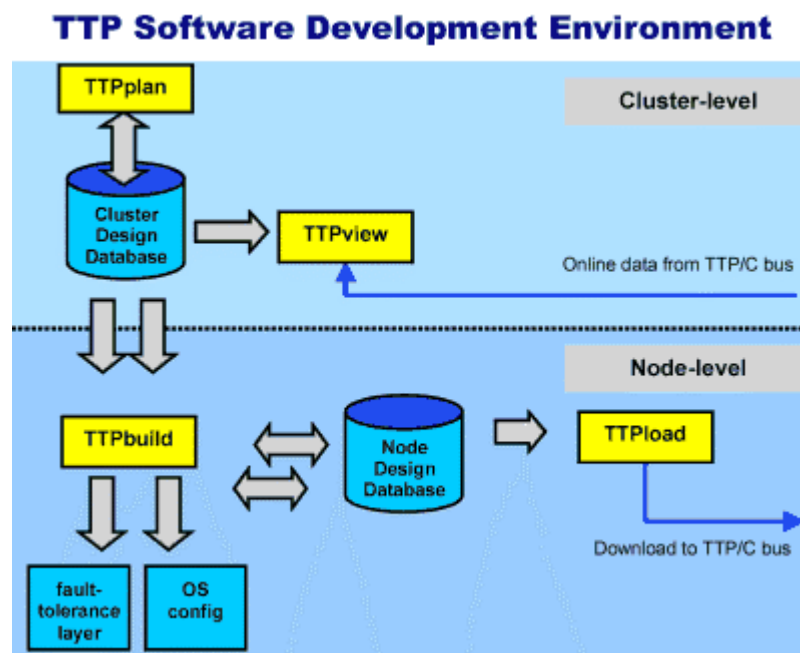 TTP Software Development Environment
TTPplan
Cluster-level
Cluster
Design
Database
TTPview
Online data from TTP/C bus
Node-level
TTPbuild
Node
Design
Database
TTPload
Download to TTP/C bus
fault-
tolerance
layer
OS
config